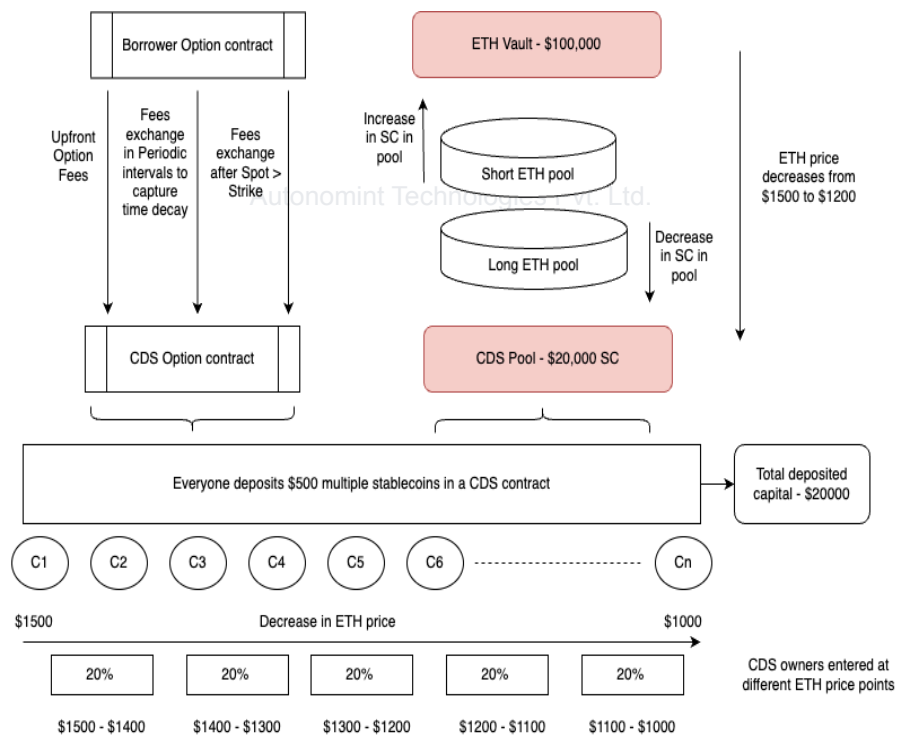 Borrower Option contract
ETH Vault - $100,000
Upfront
Option
Fees
Fees
exchange
in Periodic
intervals to
capture
time decay
Fees
exchange
after Spot >
Strike
Increase
in SC in
pool
Short ETH pool
Autonomint Technologies Pvt. Ltd.
Long ETH pool
Decrease
in SC in
pool
ETH price
decreases from
$1500 to $1200
CDS Option contract
CDS Pool - $20,000 SC
Everyone deposits $500 multiple stablecoins in a CDS contract
Total deposited
capital - $20000
C1
C2
C3
C4
C5
C6
Cn
$1500
Decrease in ETH price
$1000
20%
20%
20%
20%
20%
CDS owners entered at
different ETH price points
$1500 - $1400
$1400 - $1300
$1300 - $1200
$1200 - $1100
$1100 - $1000